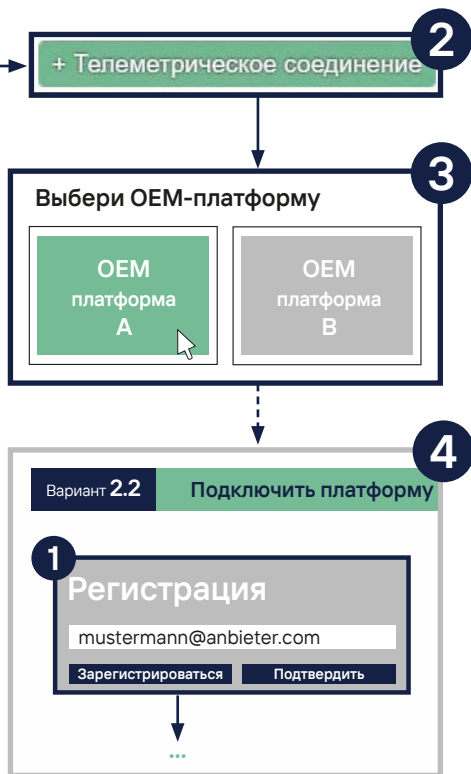 2
+ Телеметрическое соединение
3
Выбери OEM-платформу
OEM
платформа
A
OEM
платформа
B
4
Вариант 2.2
Подключить платформу
1
Регистрация
mustermann@anbieter.com
Зарегистрироваться
Подтвердить
...